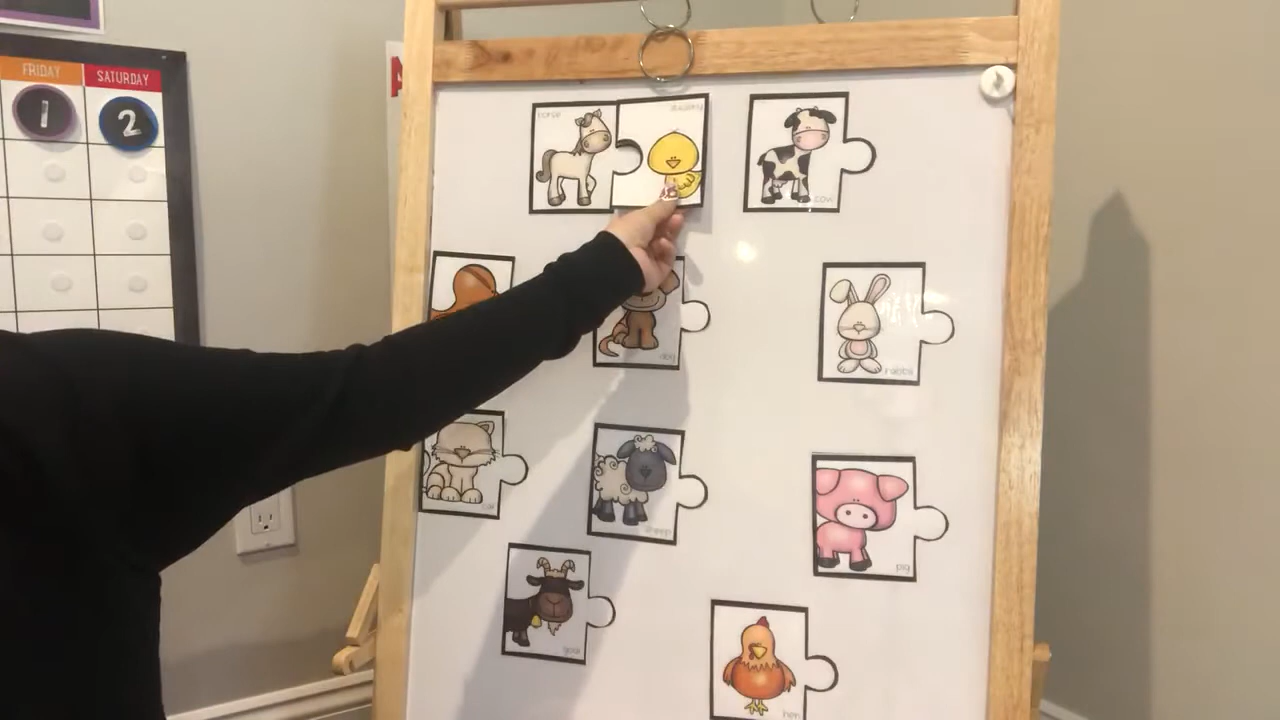 FRIDAY
SATURDAY
1
2
horse
duckling
cow
dog
rabbit
cat
sheep
pig
goat
hen